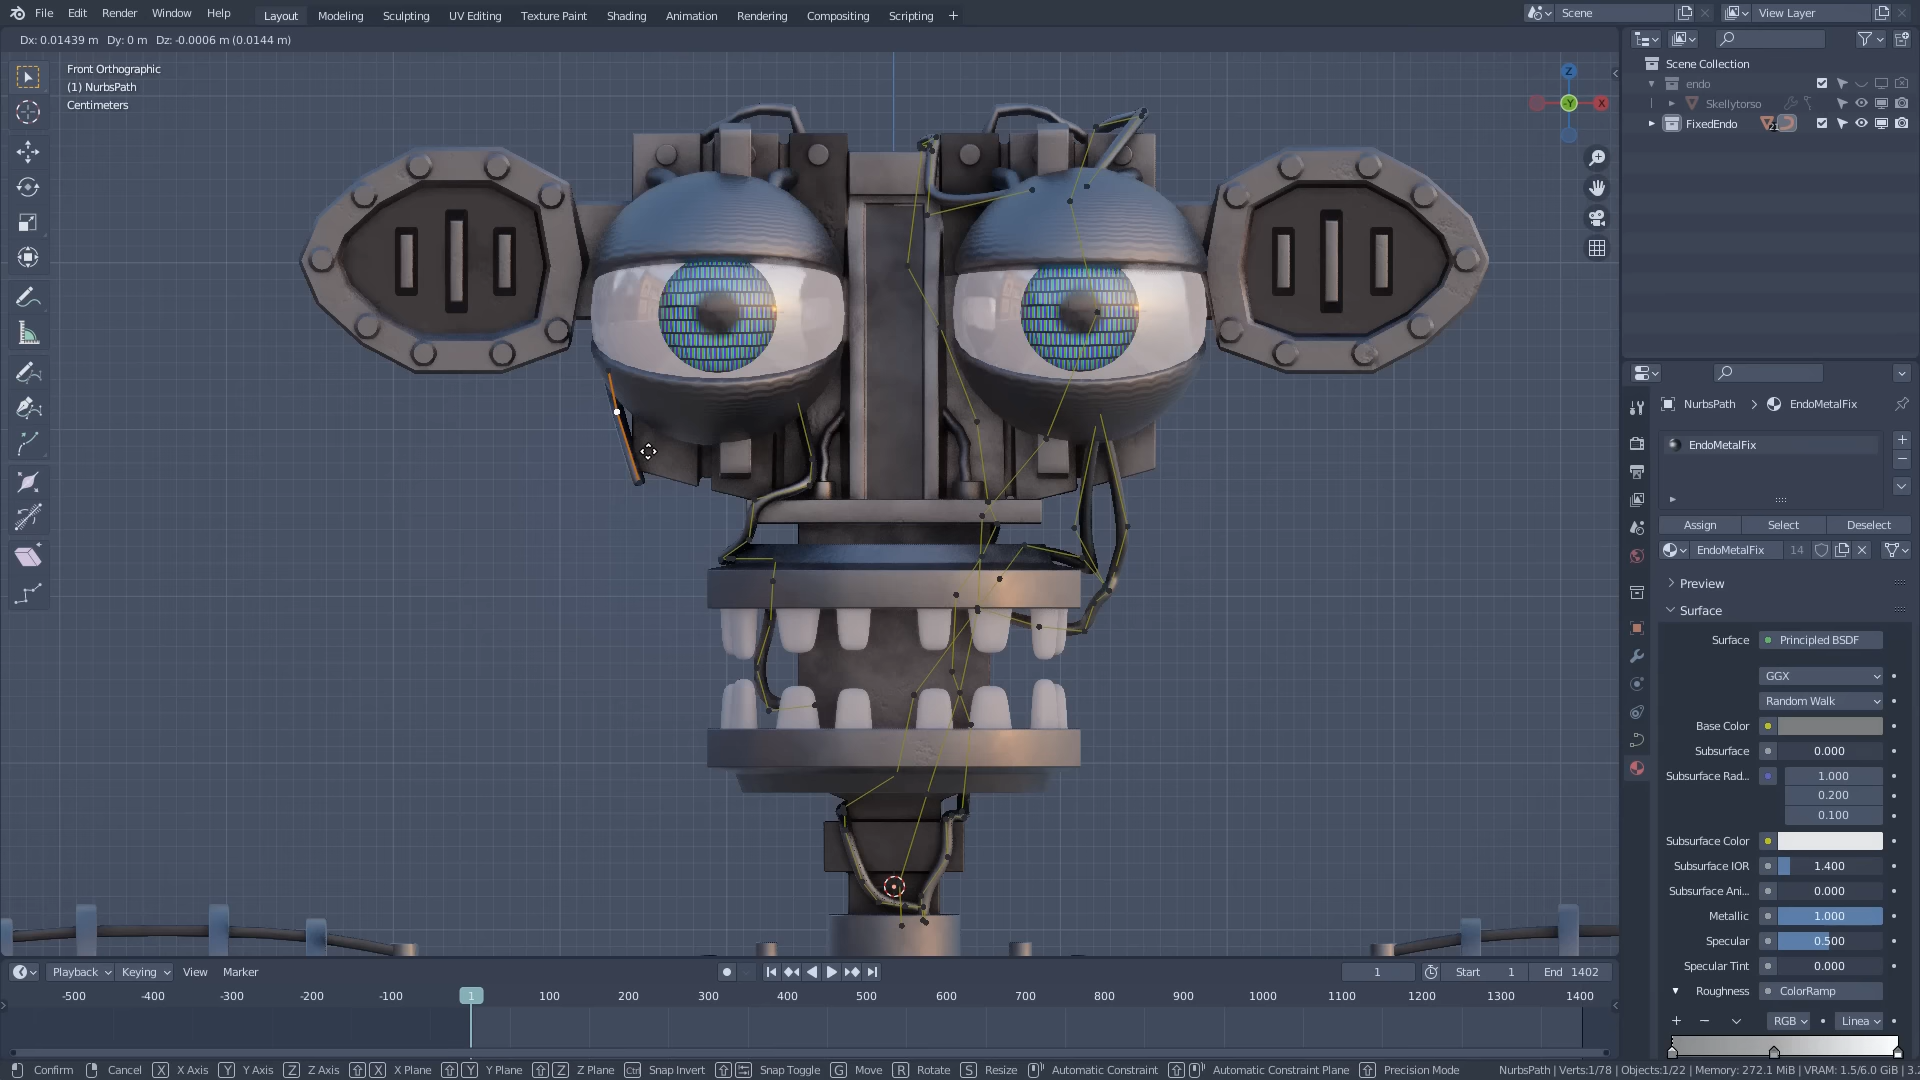 File Edit Render Window Help Layout Modeling Sculpting UV Editing Texture Paint Shading Animation Rendering Compositing Scripting + Scene View Layer
Dx: 0.01439 m Dy: 0 m Dz: -0.0006 m (0.0144 m)
Front Orthographic
(1) NurbsPath
Centimeters
Z
X
-Y
Scene Collection
endo
Skellytorso
FixedEndo
21
NurbsPath > EndoMetalFix
EndoMetalFix
Assign Select Deselect
EndoMetalFix 14
Preview
Surface
Surface Principled BSDF
GGX
Random Walk
Base Color
Subsurface 0.000
Subsurface Rad... 1.000
0.200
0.100
Subsurface Color
Subsurface IOR 1.400
Subsurface Ani... 0.000
Metallic 1.000
Specular 0.500
Specular Tint 0.000
Roughness ColorRamp
RGB Linea
Playback Keying View Marker 1 Start 1 End 1402
-500 -400 -300 -200 -100 1 100 200 300 400 500 600 700 800 900 1000 1100 1200 1300 1400
Confirm Cancel X X Axis Y Y Axis Z Z Axis X X Plane Y Y Plane Z Z Plane Ctrl Snap Invert Snap Toggle G Move R Rotate S Resize Automatic Constraint Automatic Constraint Plane Precision Mode NurbsPath | Verts:1/78 | Objects:1/22 | Memory: 272.1 MiB | VRAM: 1.5/6.0 GiB | 3.